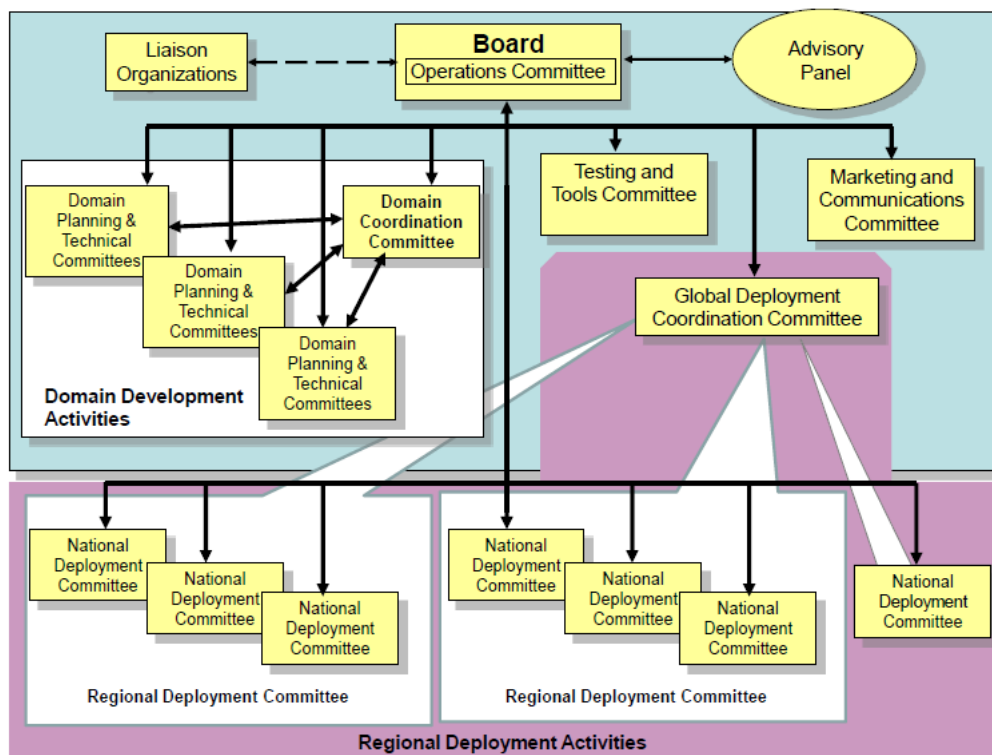 Liaison
Organizations
Board
Operations Committee
Advisory
Panel
Domain
Planning &
Technical
Committees
Domain
Coordination
Committee
Testing and
Tools Committee
Marketing and
Communications
Committee
Domain
Planning &
Technical
Committees
Global Deployment
Coordination Committee
Domain
Planning &
Technical
Committees
Domain Development
Activities
National
Deployment
Committee
National
Deployment
Committee
National
Deployment
Committee
Regional Deployment Committee
National
Deployment
Committee
National
Deployment
Committee
National
Deployment
Committee
Regional Deployment Committee
National
Deployment
Committee
Regional Deployment Activities